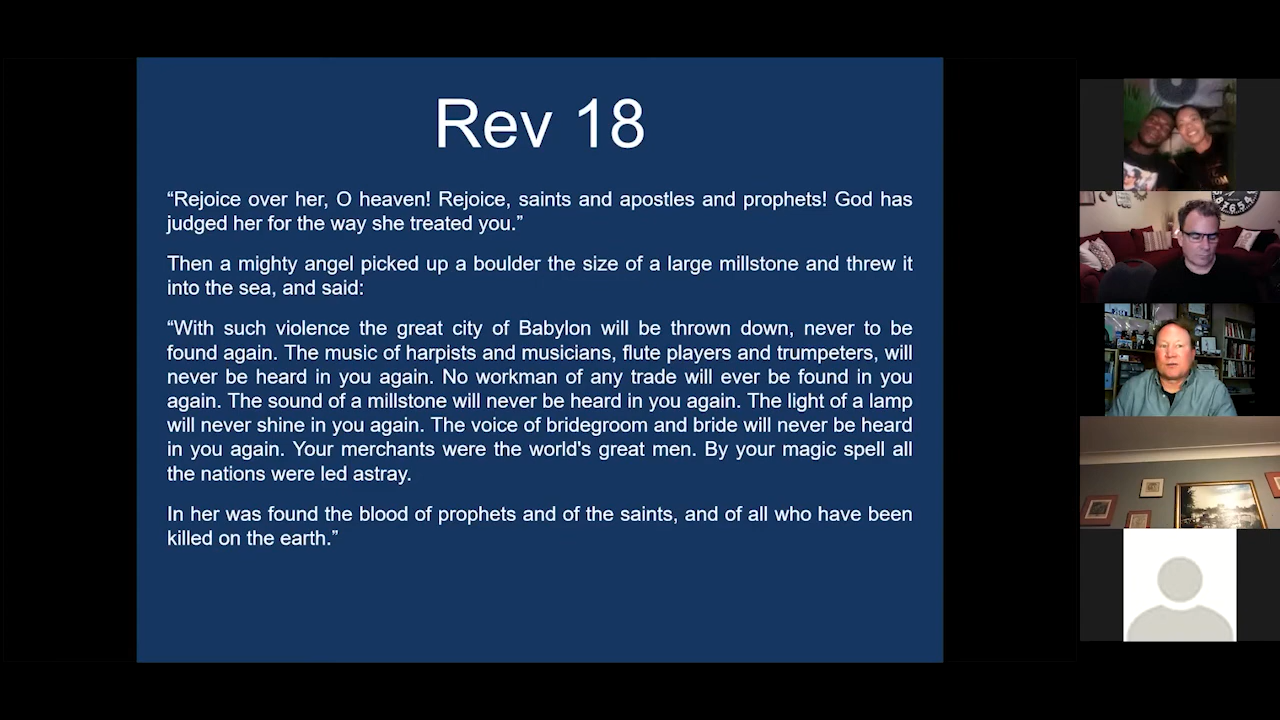 Rev 18
“Rejoice over her, O heaven! Rejoice, saints and apostles and prophets! God has
judged her for the way she treated you.”
Then a mighty angel picked up a boulder the size of a large millstone and threw it
into the sea, and said:
“With such violence the great city of Babylon will be thrown down, never to be
found again. The music of harpists and musicians, flute players and trumpeters, will
never be heard in you again. No workman of any trade will ever be found in you
again. The sound of a millstone will never be heard in you again. The light of a lamp
will never shine in you again. The voice of bridegroom and bride will never be heard
in you again. Your merchants were the world's great men. By your magic spell all
the nations were led astray.
In her was found the blood of prophets and of the saints, and of all who have been
killed on the earth.”